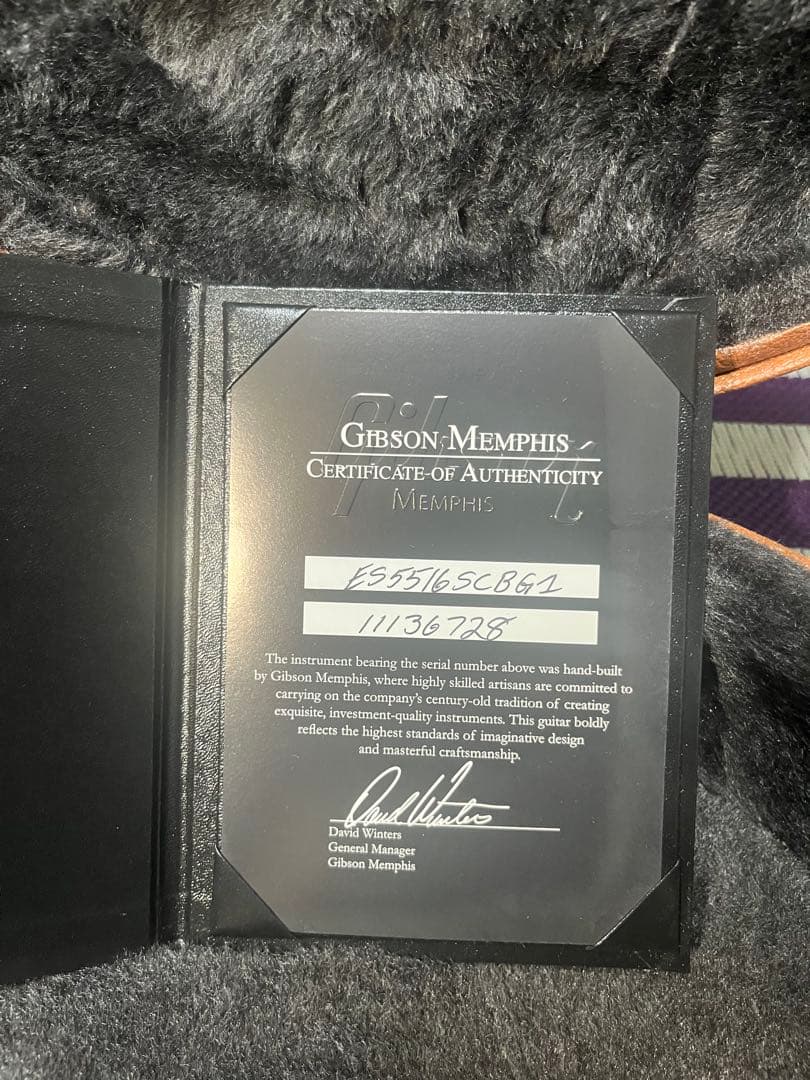 Gibson
GIBSON MEMPHIS
CERTIFICATE OF AUTHENTICITY
MEMPHIS
ES5516SCBG1
11136728
The instrument bearing the serial number above was hand-built
by Gibson Memphis, where highly skilled artisans are committed to
carrying on the company's century-old tradition of creating
exquisite, investment-quality instruments. This guitar boldly
reflects the highest standards of imaginative design
and masterful craftsmanship.
David Winters
David Winters
General Manager
Gibson Memphis